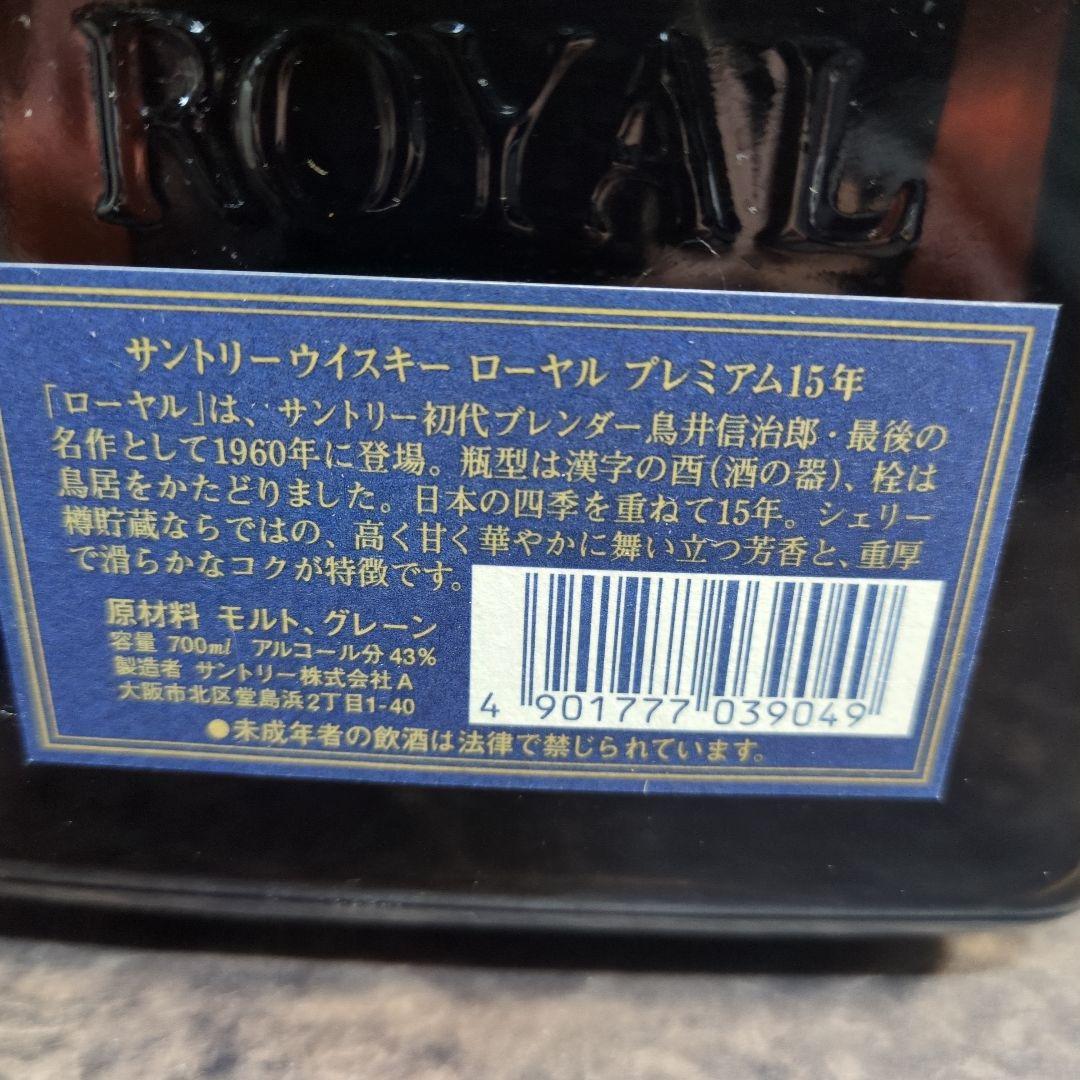 ROYAL
サントリーウイスキー ローヤル プレミアム15年
「ローヤル」は、サントリー初代ブレンダー鳥井信治郎・最後の
名作として1960年に登場。瓶型は漢字の酉(酒の器)、栓は
鳥居をかたどりました。日本の四季を重ねて15年。シェリー
樽貯蔵ならではの、高く甘く華やかに舞い立つ芳香と、重厚
で滑らかなコクが特徴です。
原材料 モルト、グレーン
容量 700ml アルコール分 43%
製造者 サントリー株式会社A
大阪市北区堂島浜2丁目1-40
4 901777 039049
●未成年者の飲酒は法律で禁じられています。